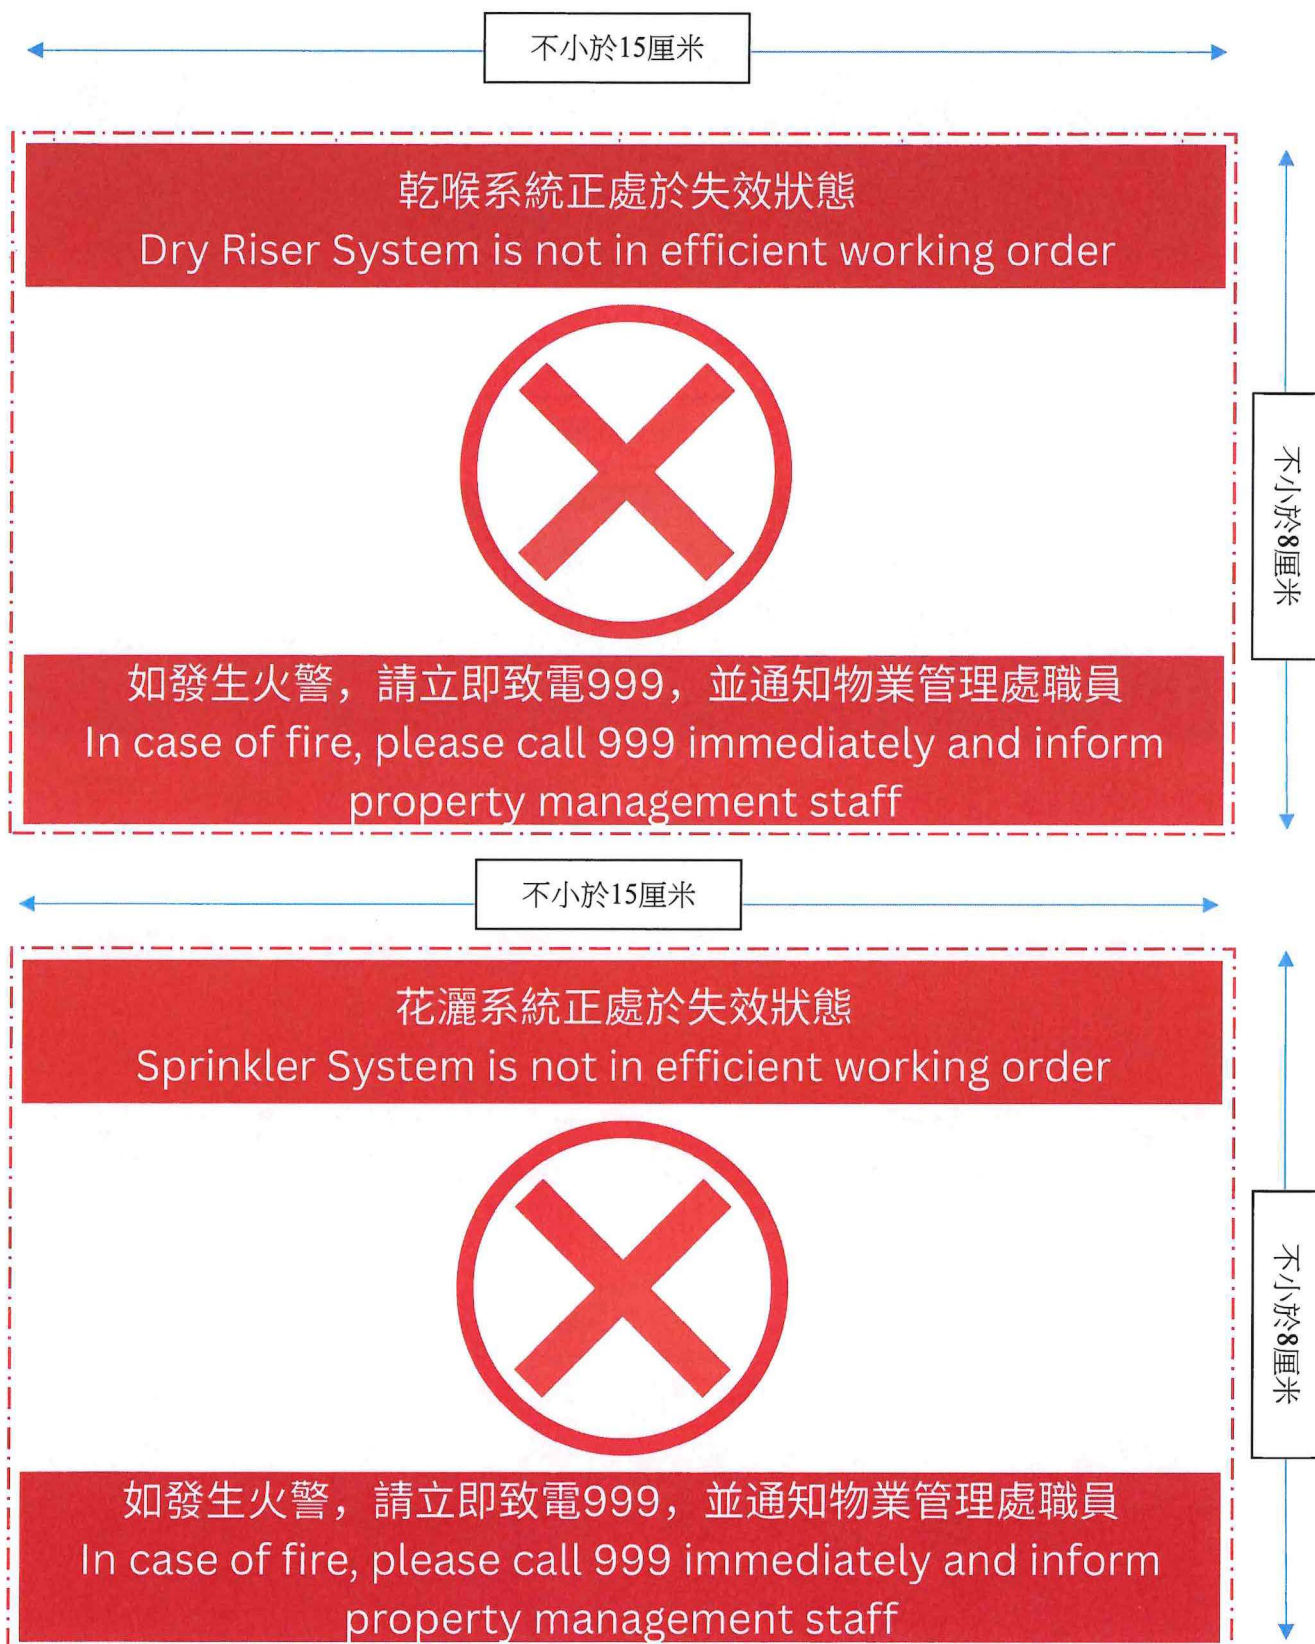 不小於15厘米
乾喉系統正處於失效狀態
Dry Riser System is not in efficient working order
不小於8厘米
如發生火警，請立即致電999，並通知物業管理處職員
In case of fire, please call 999 immediately and inform
property management staff
不小於15厘米
花灑系統正處於失效狀態
Sprinkler System is not in efficient working order
不小於8厘米
如發生火警，請立即致電999，並通知物業管理處職員
In case of fire, please call 999 immediately and inform
property management staff